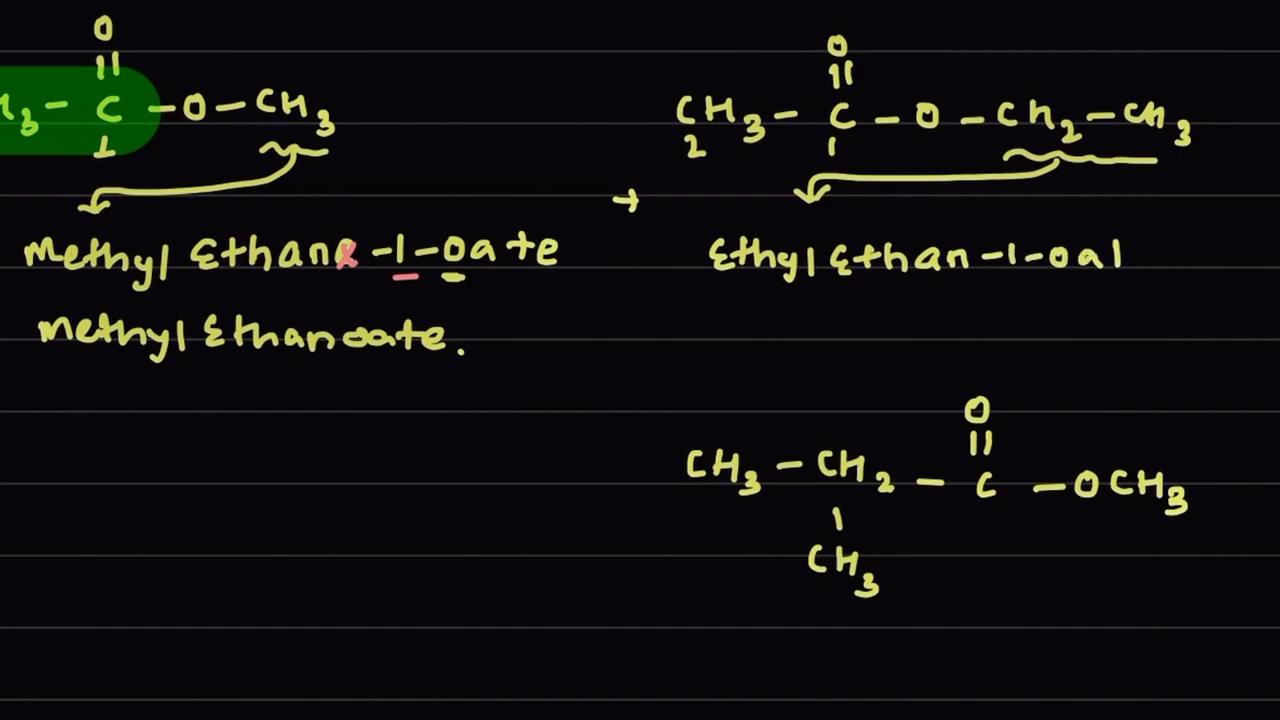 O
||
H3 - C - O - CH3
1
Methyl Ethane -1-Oate
Methyl Ethanoate.
O
||
CH3 - C - O - CH2 - CH3
2 1
→
Ethyl Ethan-1-oal
O
||
CH3 - CH2 - C - OCH3
|
CH3